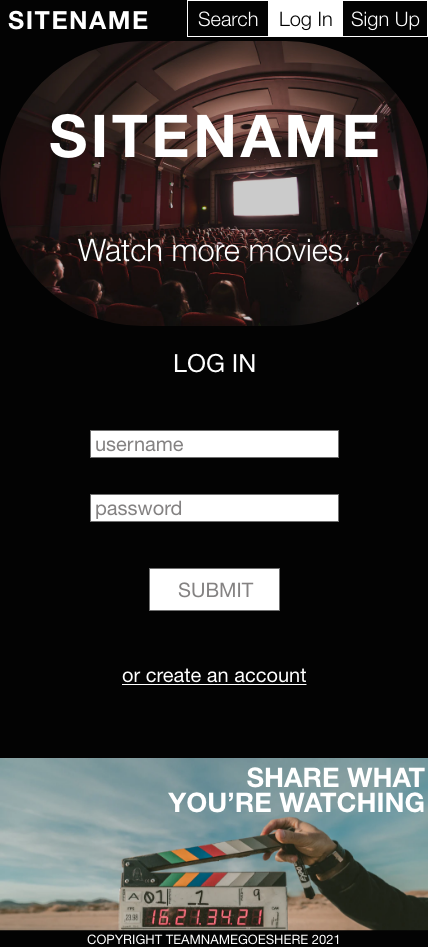 SITENAME
Search
Log In
Sign Up
SITENAME
Watch more movies.
LOG IN
username
password
SUBMIT
or create an account
SHARE WHAT
YOU’RE WATCHING
A 01 _1 9
16:21:34:21
COPYRIGHT TEAMNAMEGOESHERE 2021